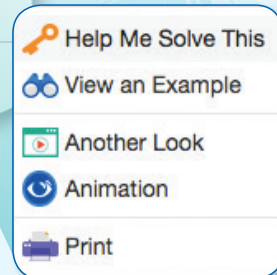 Help Me Solve This
View an Example
Another Look
Animation
Print